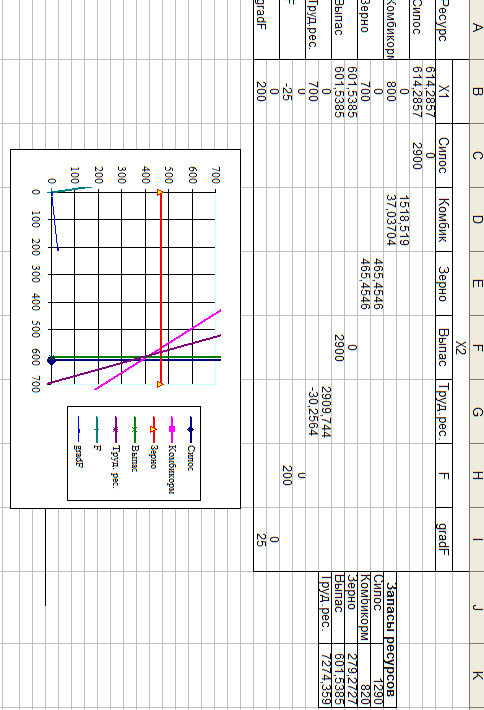 A B C D E F G H I J K
X2
Ресурс X1 Силос Комбик Зерно Выпас Труд.рес. F gradF
614,2857 0
Силос 614,2857 2900
0 1518,519
Комбикорм 800 37,03704 Запасы ресурсов
0 465,4546 Силос 1290
Зерно 700 465,4546 Комбикорм 820
601,5385 0 Зерно 279,2727
Выпас 601,5385 2900 Выпас 601,5385
0 2909,744 Труд.рес. 7274,359
Труд.рес. 700 -30,2564
0 0
F -25 200
0 0
gradF 200 25
700
600
500
400
300
200
100
0
0 100 200 300 400 500 600 700
Силос
Комбикорм
Зерно
Выпас
Труд. рес.
F
gradF